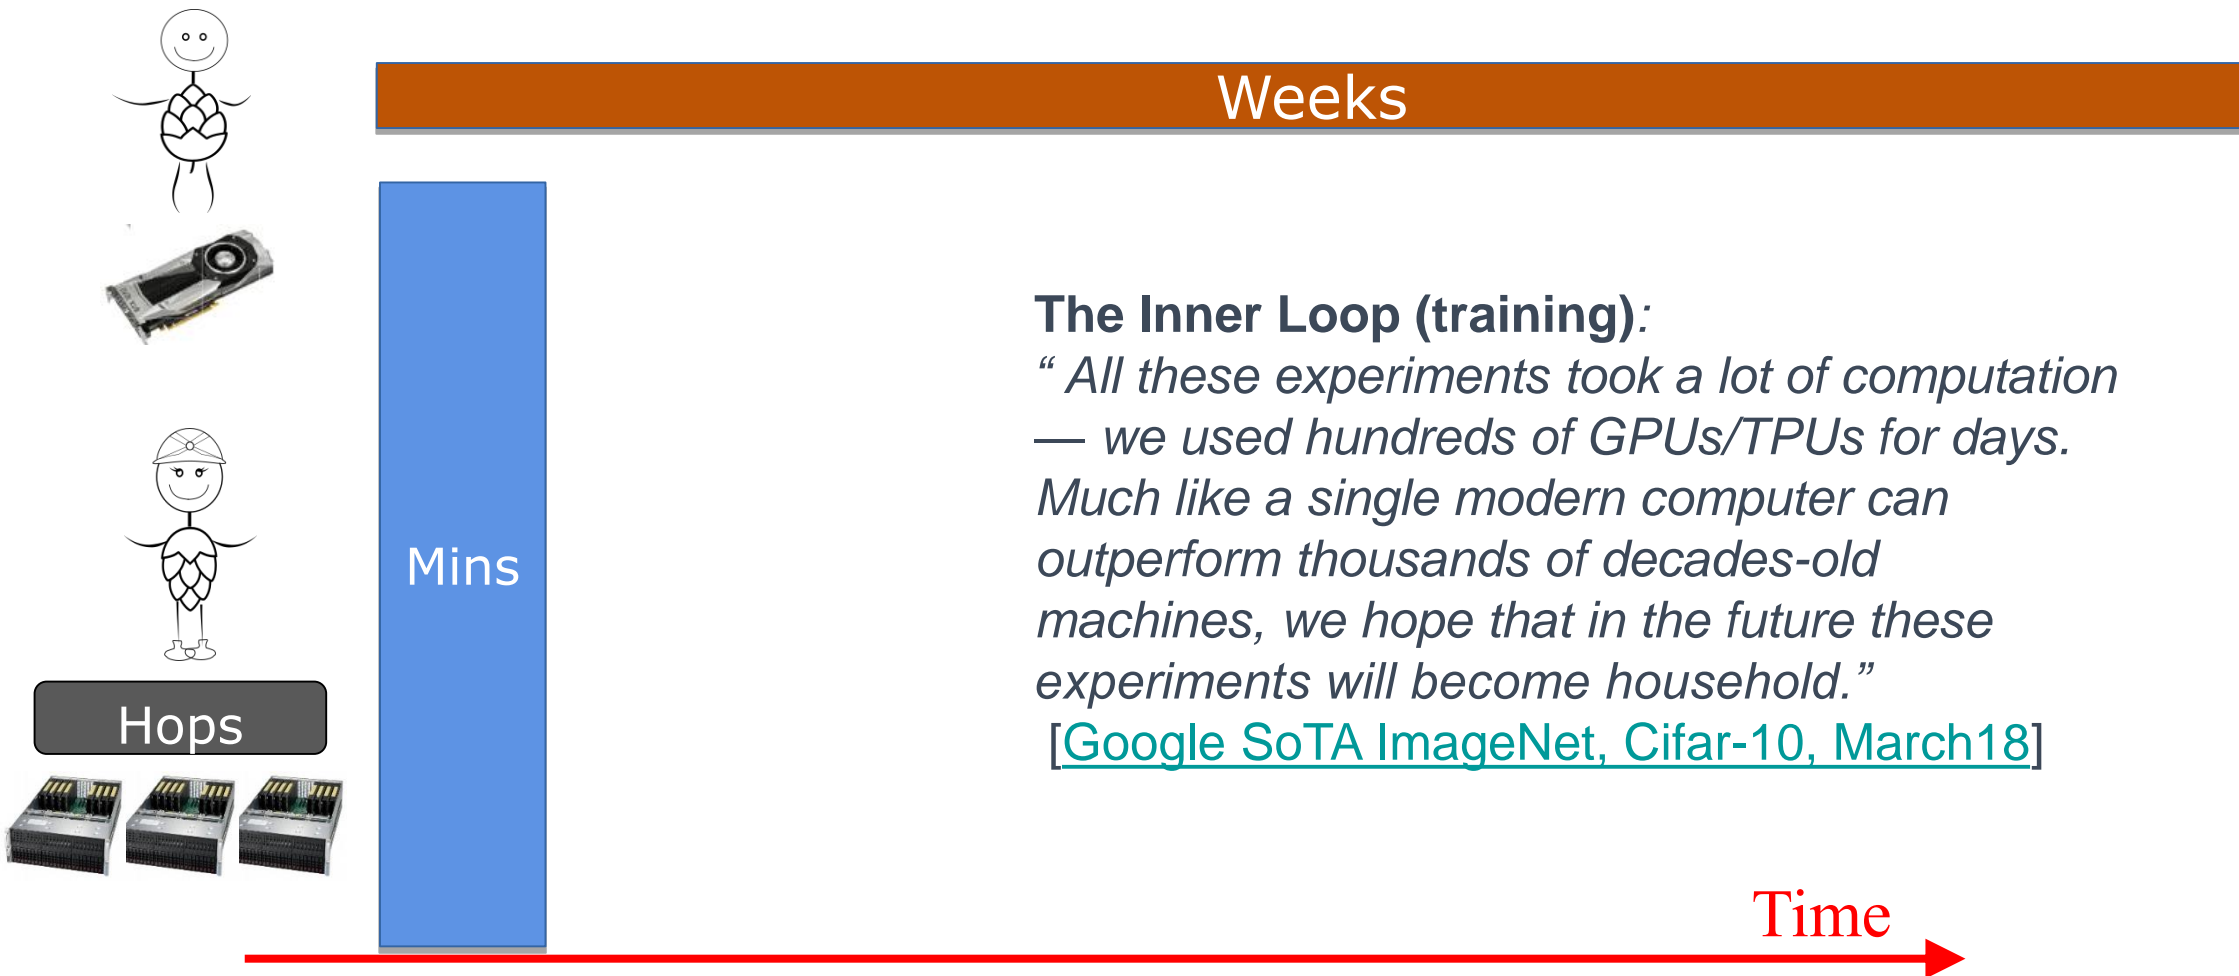 Weeks
Mins
The Inner Loop (training):
“ All these experiments took a lot of computation
— we used hundreds of GPUs/TPUs for days.
Much like a single modern computer can
outperform thousands of decades-old
machines, we hope that in the future these
experiments will become household.”
[Google SoTA ImageNet, Cifar-10, March18]
Hops
Time